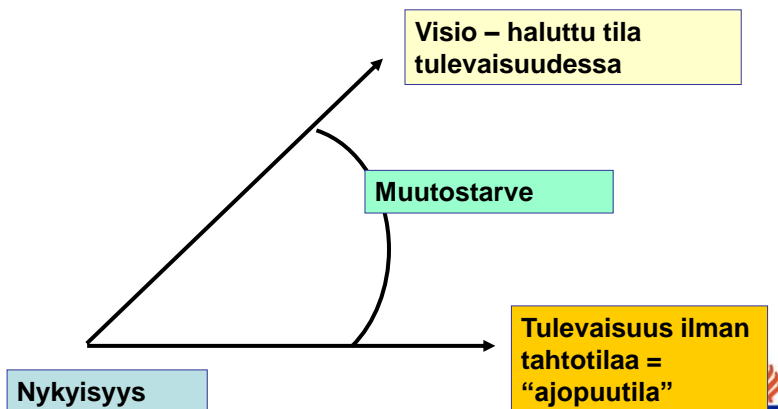 Visio – haluttu tila
tulevaisuudessa
Muutostarve
Tulevaisuus ilman
tahtotilaa =
“ajopuutila”
Nykyisyys